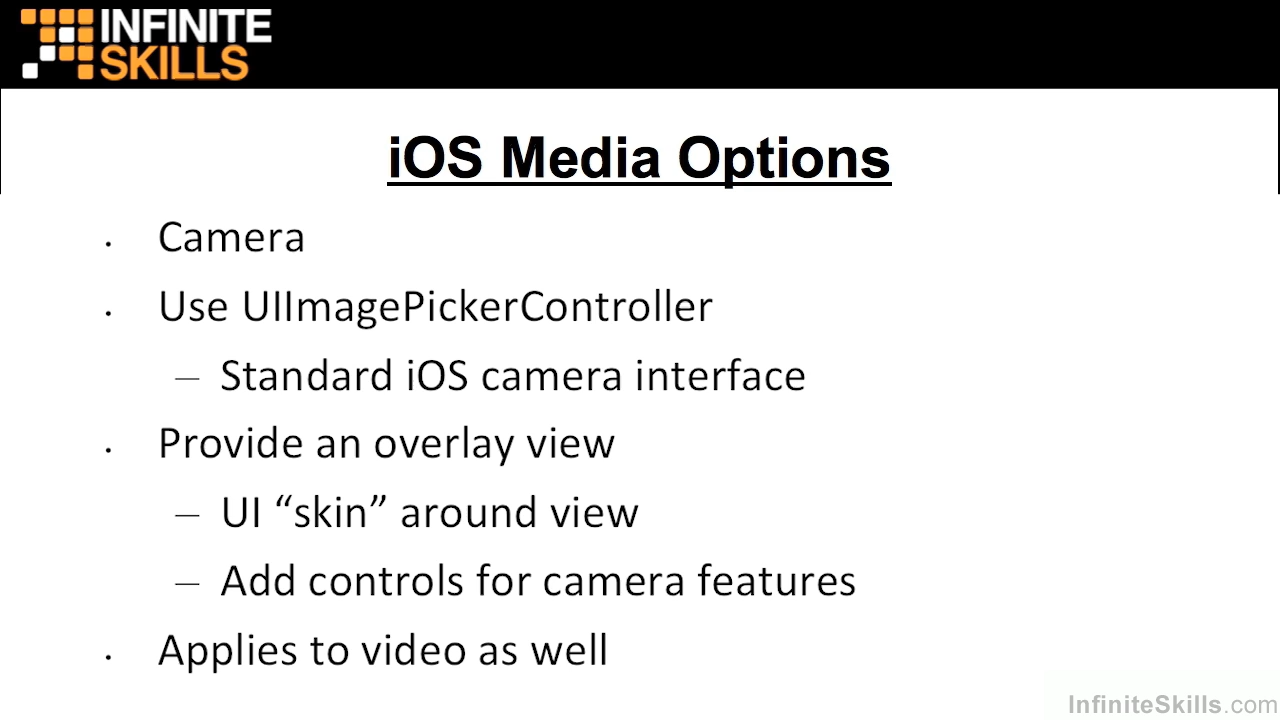 INFINITE
SKILLS
iOS Media Options
· Camera
· Use UIImagePickerController
– Standard iOS camera interface
· Provide an overlay view
– UI “skin” around view
– Add controls for camera features
· Applies to video as well
InfiniteSkills.com